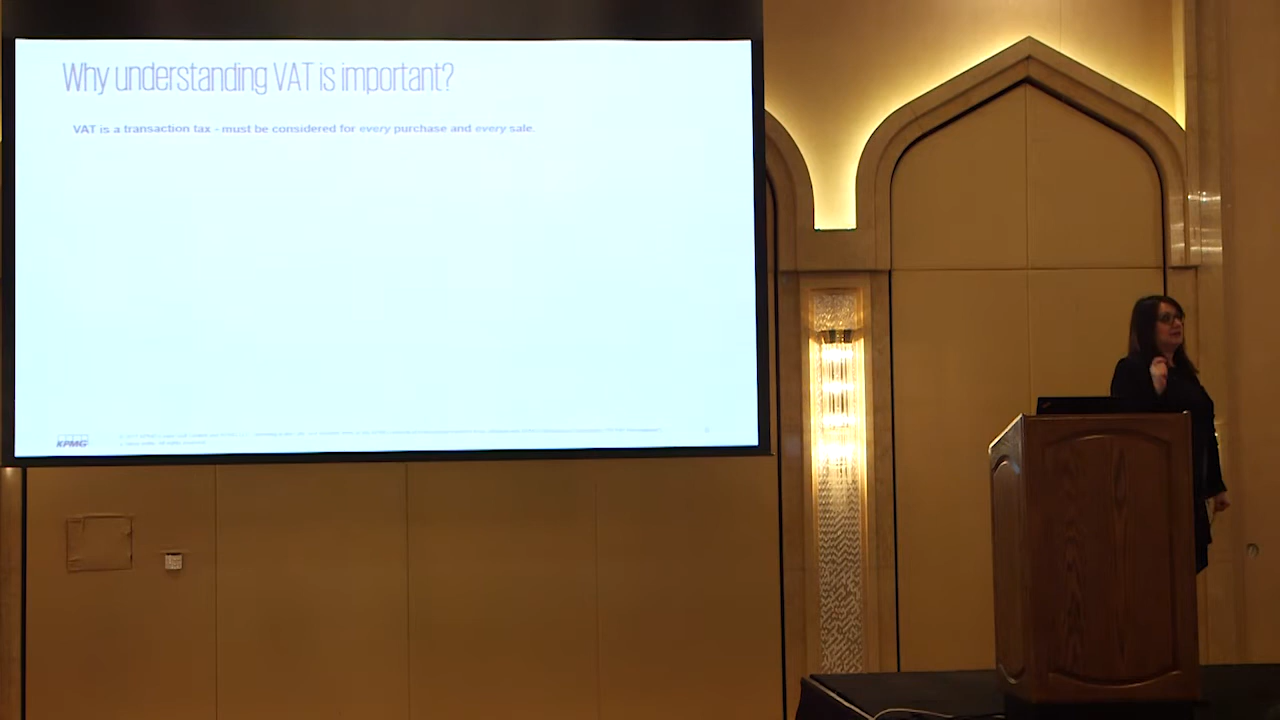 Why understanding VAT is important?
VAT is a transaction tax - must be considered for every purchase and every sale.
KPMG